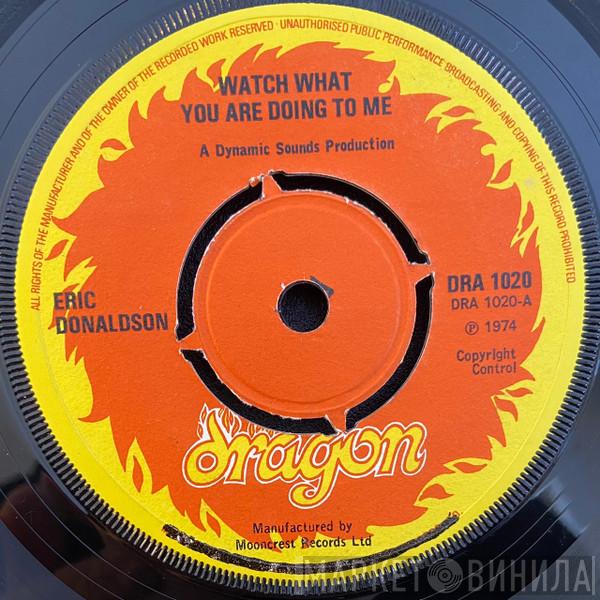 ALL RIGHTS OF THE MANUFACTURER AND OF THE OWNER OF THE RECORDED WORK RESERVED · UNAUTHORISED PUBLIC PERFORMANCE BROADCASTING AND COPYING OF THIS RECORD PROHIBITED
WATCH WHAT
YOU ARE DOING TO ME
A Dynamic Sounds Production
ERIC
DONALDSON
DRA 1020
DRA 1020-A
℗ 1974
Copyright
Control
dragon
Manufactured by
Mooncrest Records Ltd
МАРКЕТ ВИНИЛА